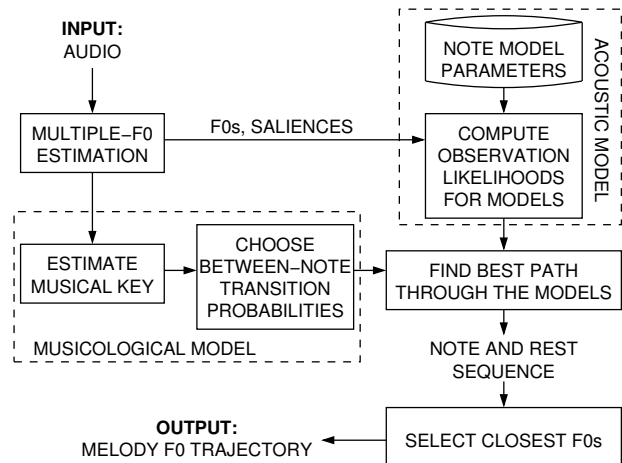 INPUT:
AUDIO
MULTIPLE−F0
ESTIMATION
F0s, SALIENCES
NOTE MODEL
PARAMETERS
COMPUTE
OBSERVATION
LIKELIHOODS
FOR MODELS
ACOUSTIC MODEL
ESTIMATE
MUSICAL KEY
CHOOSE
BETWEEN−NOTE
TRANSITION
PROBABILITIES
MUSICOLOGICAL MODEL
FIND BEST PATH
THROUGH THE MODELS
NOTE AND REST
SEQUENCE
SELECT CLOSEST F0s
OUTPUT:
MELODY F0 TRAJECTORY